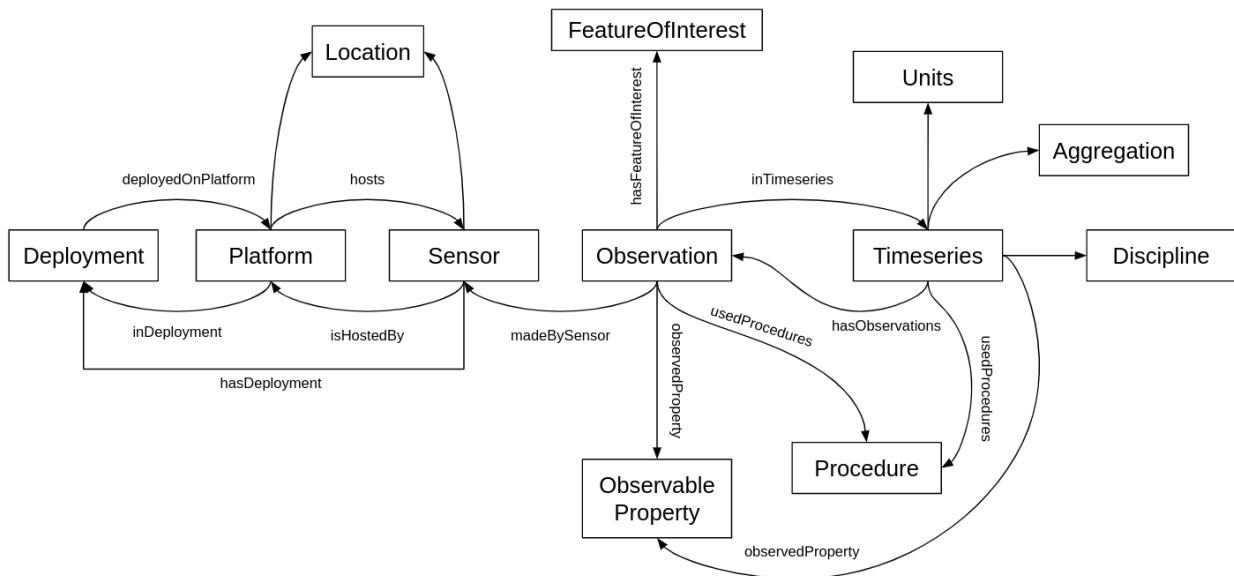 FeatureOfInterest
Location
Units
hasFeatureOfInterest
Aggregation
deployedOnPlatform
hosts
inTimeseries
Deployment
Platform
Sensor
Observation
Timeseries
Discipline
inDeployment
isHostedBy
madeBySensor
usedProcedures
hasObservations
usedProcedures
observedProperty
hasDeployment
Procedure
Observable
Property
observedProperty